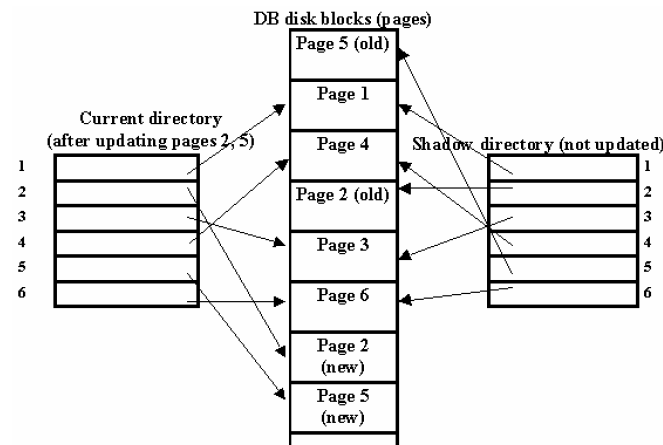 DB disk blocks (pages)
Page 5 (old)
Page 1
Page 4
Page 2 (old)
Page 3
Page 6
Page 2
(new)
Page 5
(new)
Current directory
(after updating pages 2, 5)
1
2
3
4
5
6
Shadow directory (not updated)
1
2
3
4
5
6